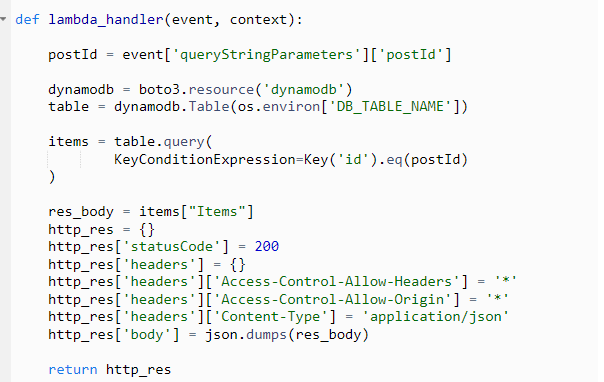 def lambda_handler(event, context):
postId = event['queryStringParameters']['postId']
dynamodb = boto3.resource('dynamodb')
table = dynamodb.Table(os.environ['DB_TABLE_NAME'])
items = table.query(
KeyConditionExpression=Key('id').eq(postId)
)
res_body = items["Items"]
http_res = {}
http_res['statusCode'] = 200
http_res['headers'] = {}
http_res['headers']['Access-Control-Allow-Headers'] = '*'
http_res['headers']['Access-Control-Allow-Origin'] = '*'
http_res['headers']['Content-Type'] = 'application/json'
http_res['body'] = json.dumps(res_body)
return http_res